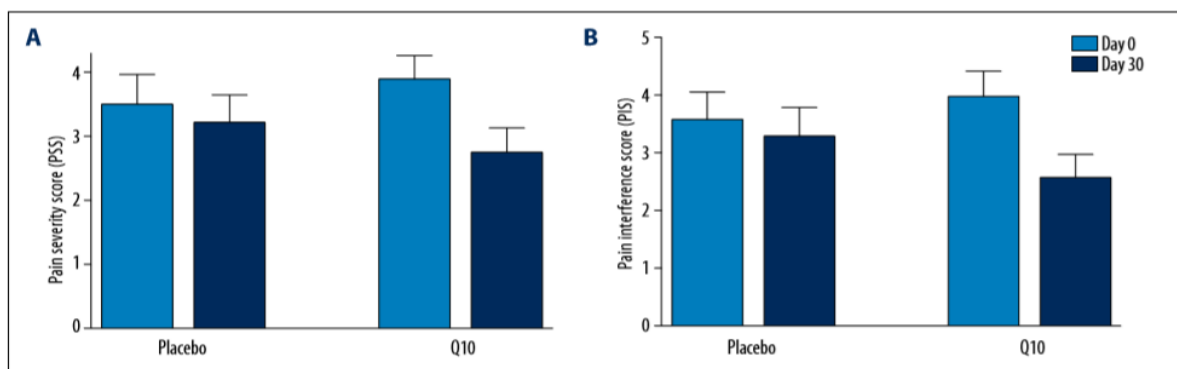 A
Pain severity score (PSS)
4
3
2
1
0
Placebo
Q10
B
Pain interference score (PIS)
5
4
3
2
1
0
Placebo
Q10
Day 0
Day 30